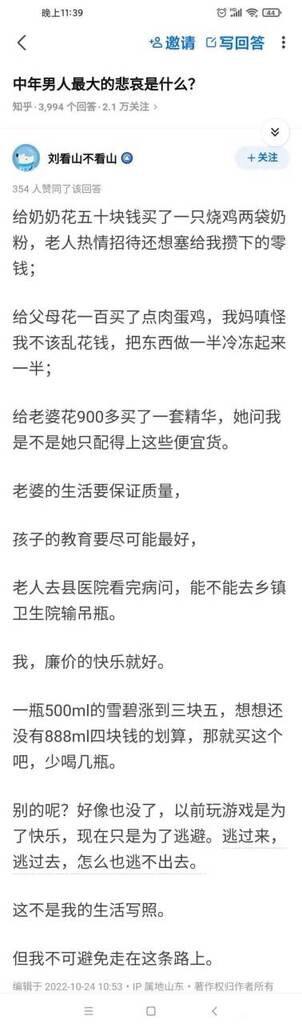 晚上11:39
44
邀请
写回答
中年男人最大的悲哀是什么？
知乎 · 3,994 个回答 · 2.1 万关注 >
刘看山不看山
+ 关注
354 人赞同了该回答
给奶奶花五十块钱买了一只烧鸡两袋奶
粉，老人热情招待还想塞给我攒下的零
钱；
给父母花一百买了点肉蛋鸡，我妈嗔怪
我不该乱花钱，把东西做一半冷冻起来
一半；
给老婆花900多买了一套精华，她问我
是不是她只配得上这些便宜货。
老婆的生活要保证质量，
孩子的教育要尽可能最好，
老人去县医院看完病问，能不能去乡镇
卫生院输吊瓶。
我，廉价的快乐就好。
一瓶500ml的雪碧涨到三块五，想想还
没有888ml四块钱的划算，那就买这个
吧，少喝几瓶。
别的呢？好像也没了，以前玩游戏是为
了快乐，现在只是为了逃避。逃过来，
逃过去，怎么也逃不出去。
这不是我的生活写照。
但我不可避免走在这条路上。
编辑于 2022-10-24 10:53 · IP 属地山东 · 著作权归作者所有